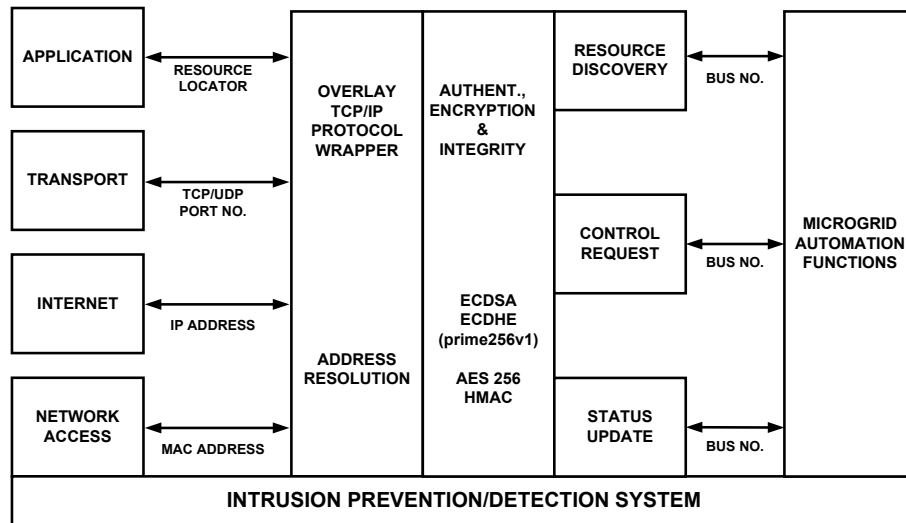 APPLICATION
RESOURCE
LOCATOR
TRANSPORT
TCP/UDP
PORT NO.
INTERNET
IP ADDRESS
NETWORK
ACCESS
MAC ADDRESS
OVERLAY
TCP/IP
PROTOCOL
WRAPPER
ADDRESS
RESOLUTION
AUTHENT.,
ENCRYPTION
&
INTEGRITY
ECDSA
ECDHE
(prime256v1)
AES 256
HMAC
RESOURCE
DISCOVERY
BUS NO.
CONTROL
REQUEST
BUS NO.
STATUS
UPDATE
BUS NO.
MICROGRID
AUTOMATION
FUNCTIONS
INTRUSION PREVENTION/DETECTION SYSTEM